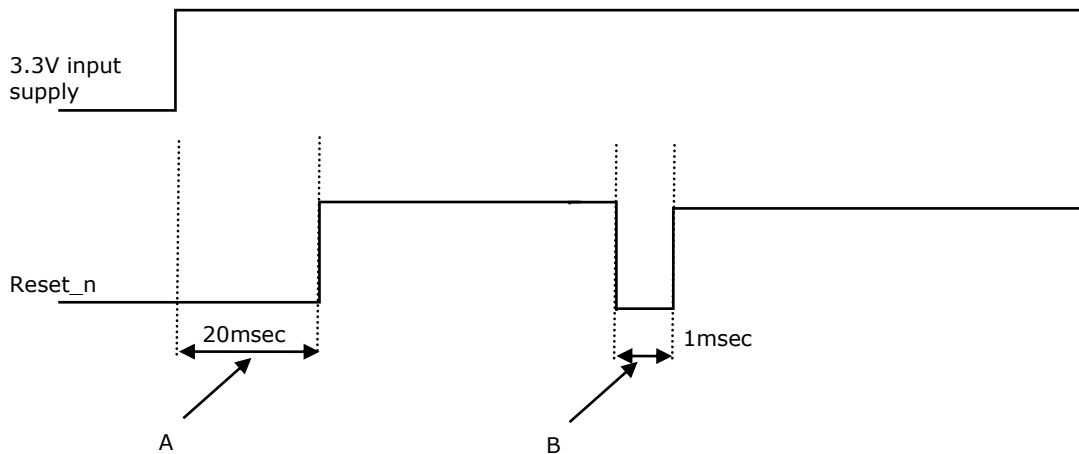 3.3V input
supply
Reset_n
20msec
1msec
A
B